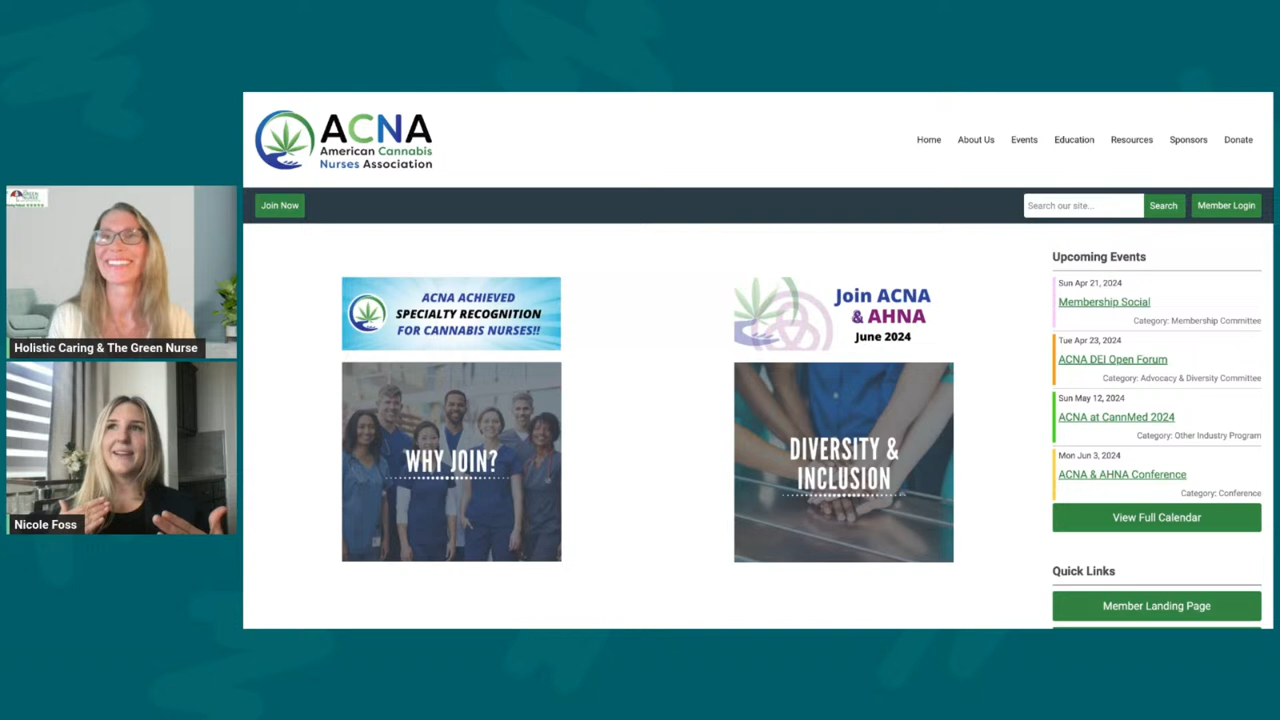 GREEN NURSE
Holistic Caring & The Green Nurse
Nicole Foss
ACNA
American Cannabis
Nurses Association
Home About Us Events Education Resources Sponsors Donate
Join Now
Search our site...
Search
Member Login
ACNA ACHIEVED
SPECIALTY RECOGNITION
FOR CANNABIS NURSES!!
WHY JOIN?
Join ACNA
& AHNA
June 2024
DIVERSITY &
INCLUSION
Upcoming Events
Sun Apr 21, 2024
Membership Social
Category: Membership Committee
Tue Apr 23, 2024
ACNA DEI Open Forum
Category: Advocacy & Diversity Committee
Sun May 12, 2024
ACNA at CannMed 2024
Category: Other Industry Program
Mon Jun 3, 2024
ACNA & AHNA Conference
Category: Conference
View Full Calendar
Quick Links
Member Landing Page